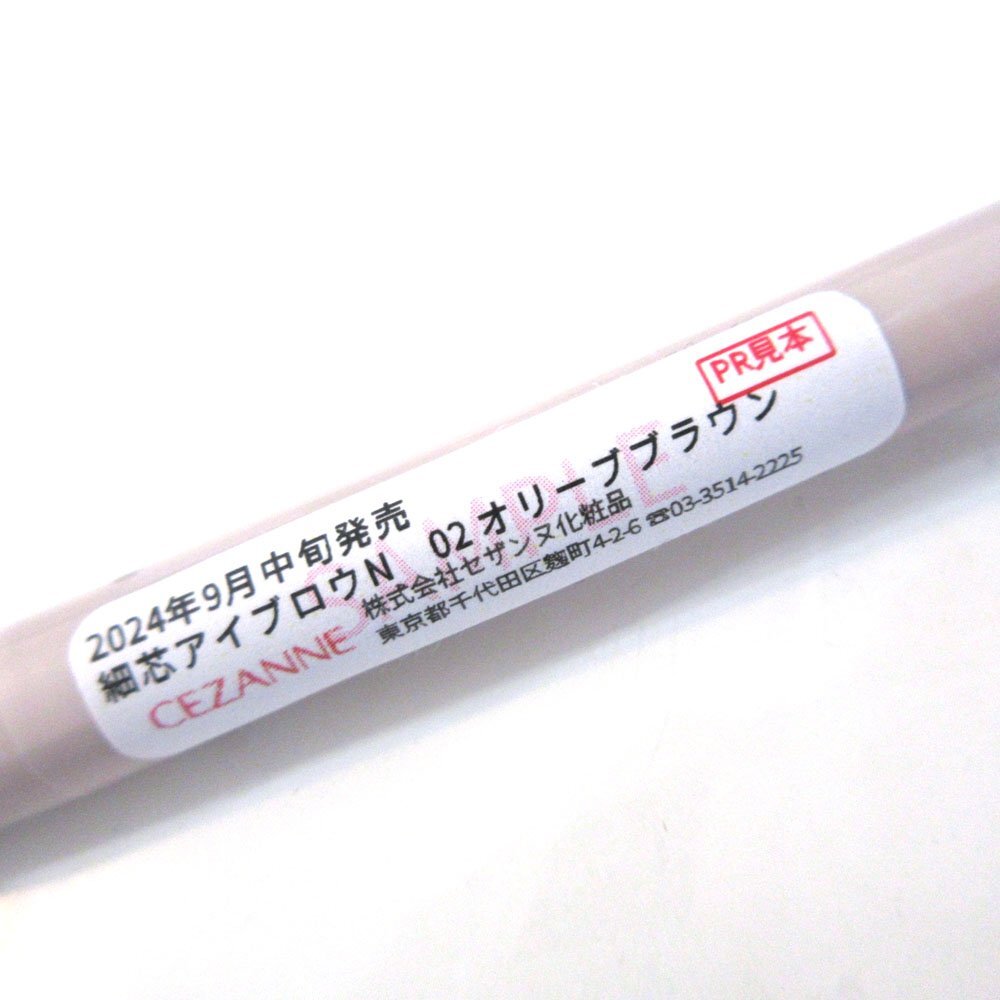 PR見本
2024年9月中旬発売
細芯アイブロウN 02オリーブブラウン
SAMPLE
CEZANNE
株式会社セザンヌ化粧品
東京都千代田区麹町4-2-6 ☎03-3514-2225